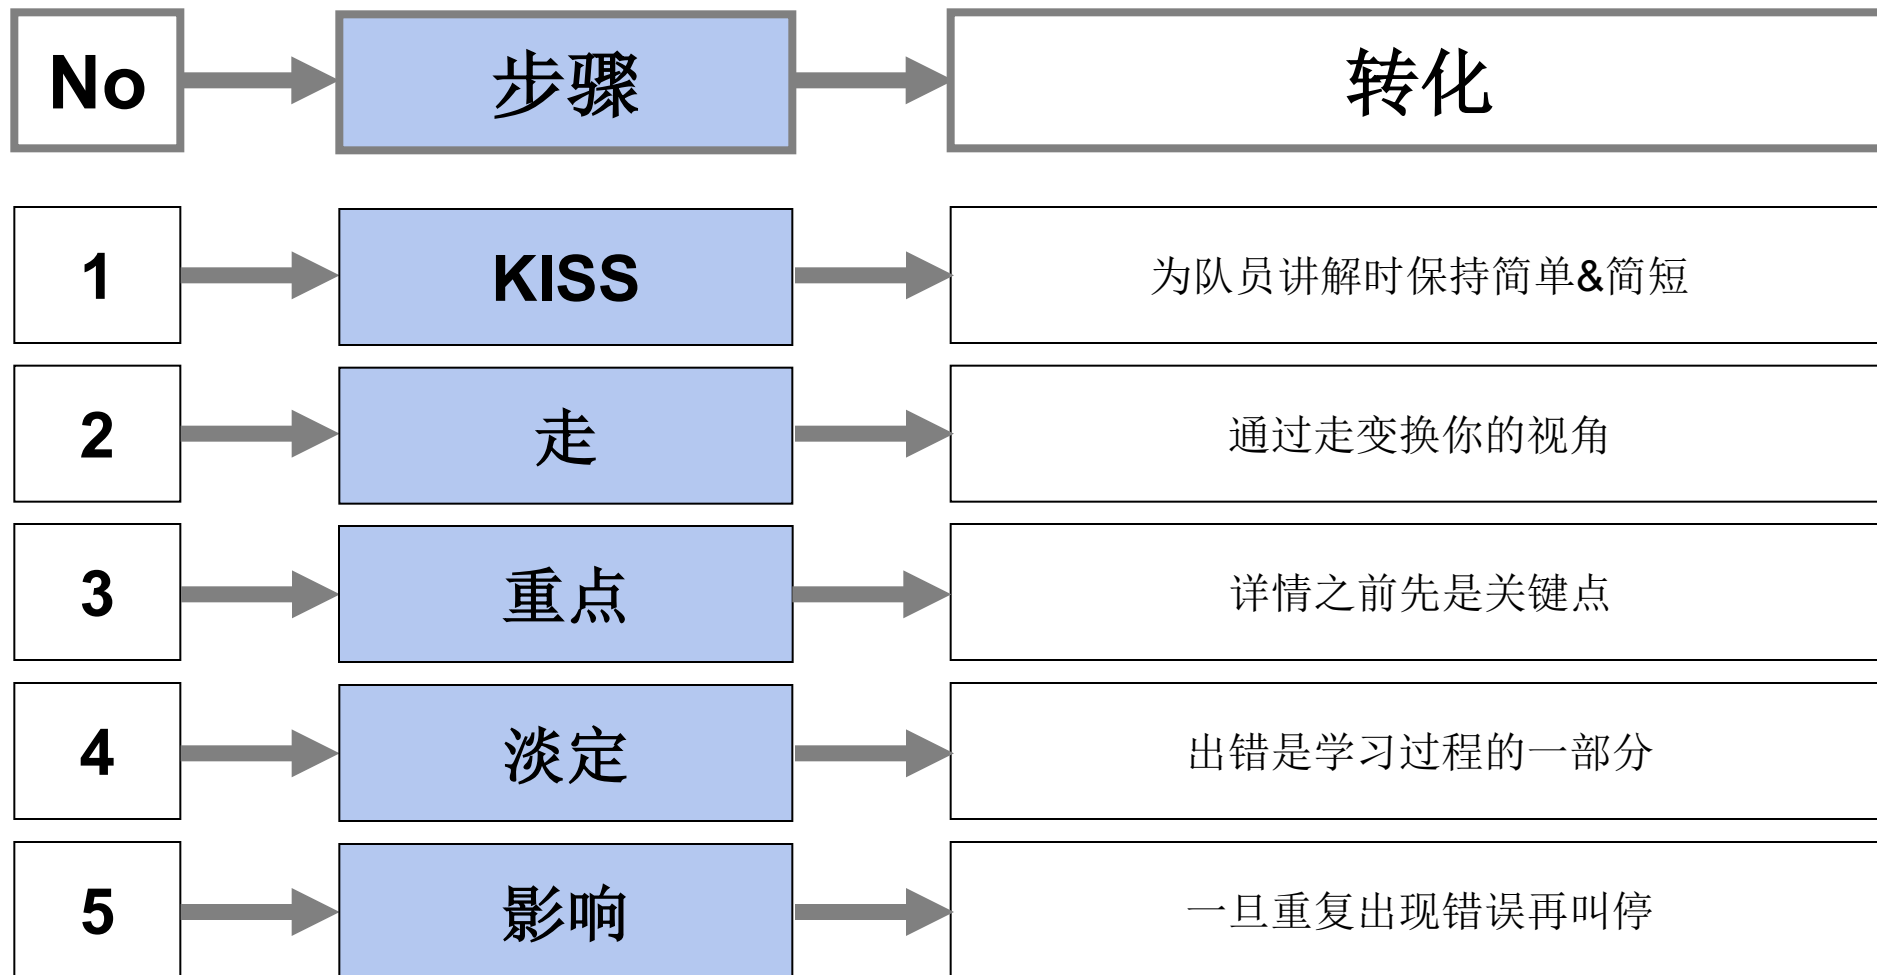 No 步骤 转化
1 KISS 为队员讲解时保持简单&简短
2 走 通过走变换你的视角
3 重点 详情之前先是关键点
4 淡定 出错是学习过程的一部分
5 影响 一旦重复出现错误再叫停